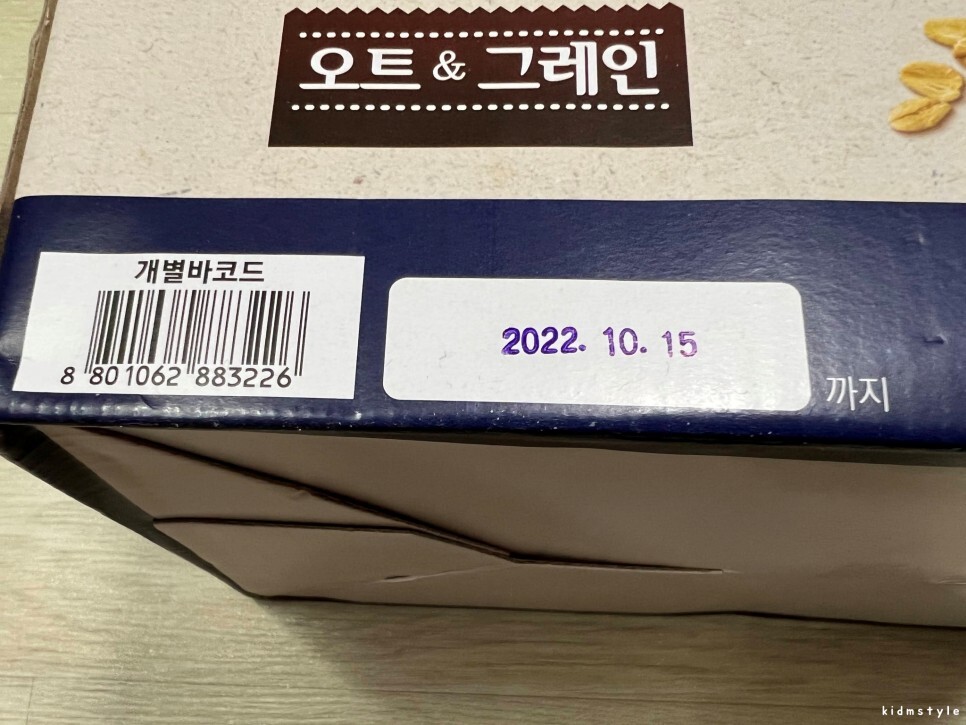 오트 & 그레인
개별바코드
8 801062 883226
2022. 10. 15
까지
kidmstyle